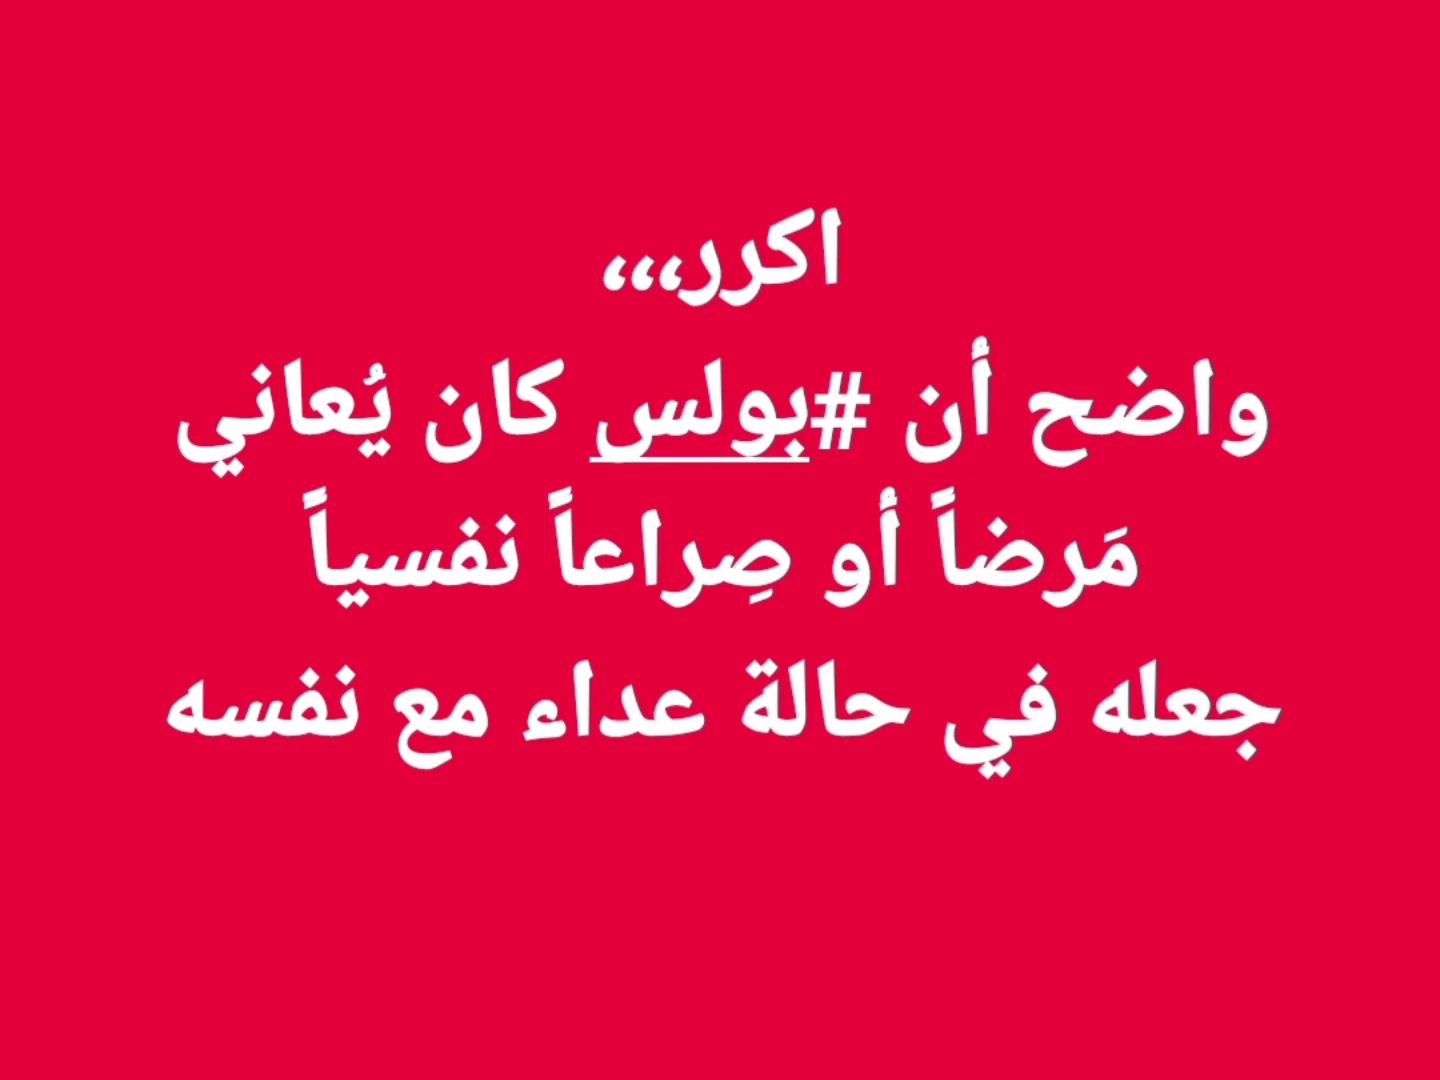 اكرر،،،
واضح أن #بولس كان يُعاني
مَرضاً أو صِراعاً نفسياً
جعله في حالة عداء مع نفسه